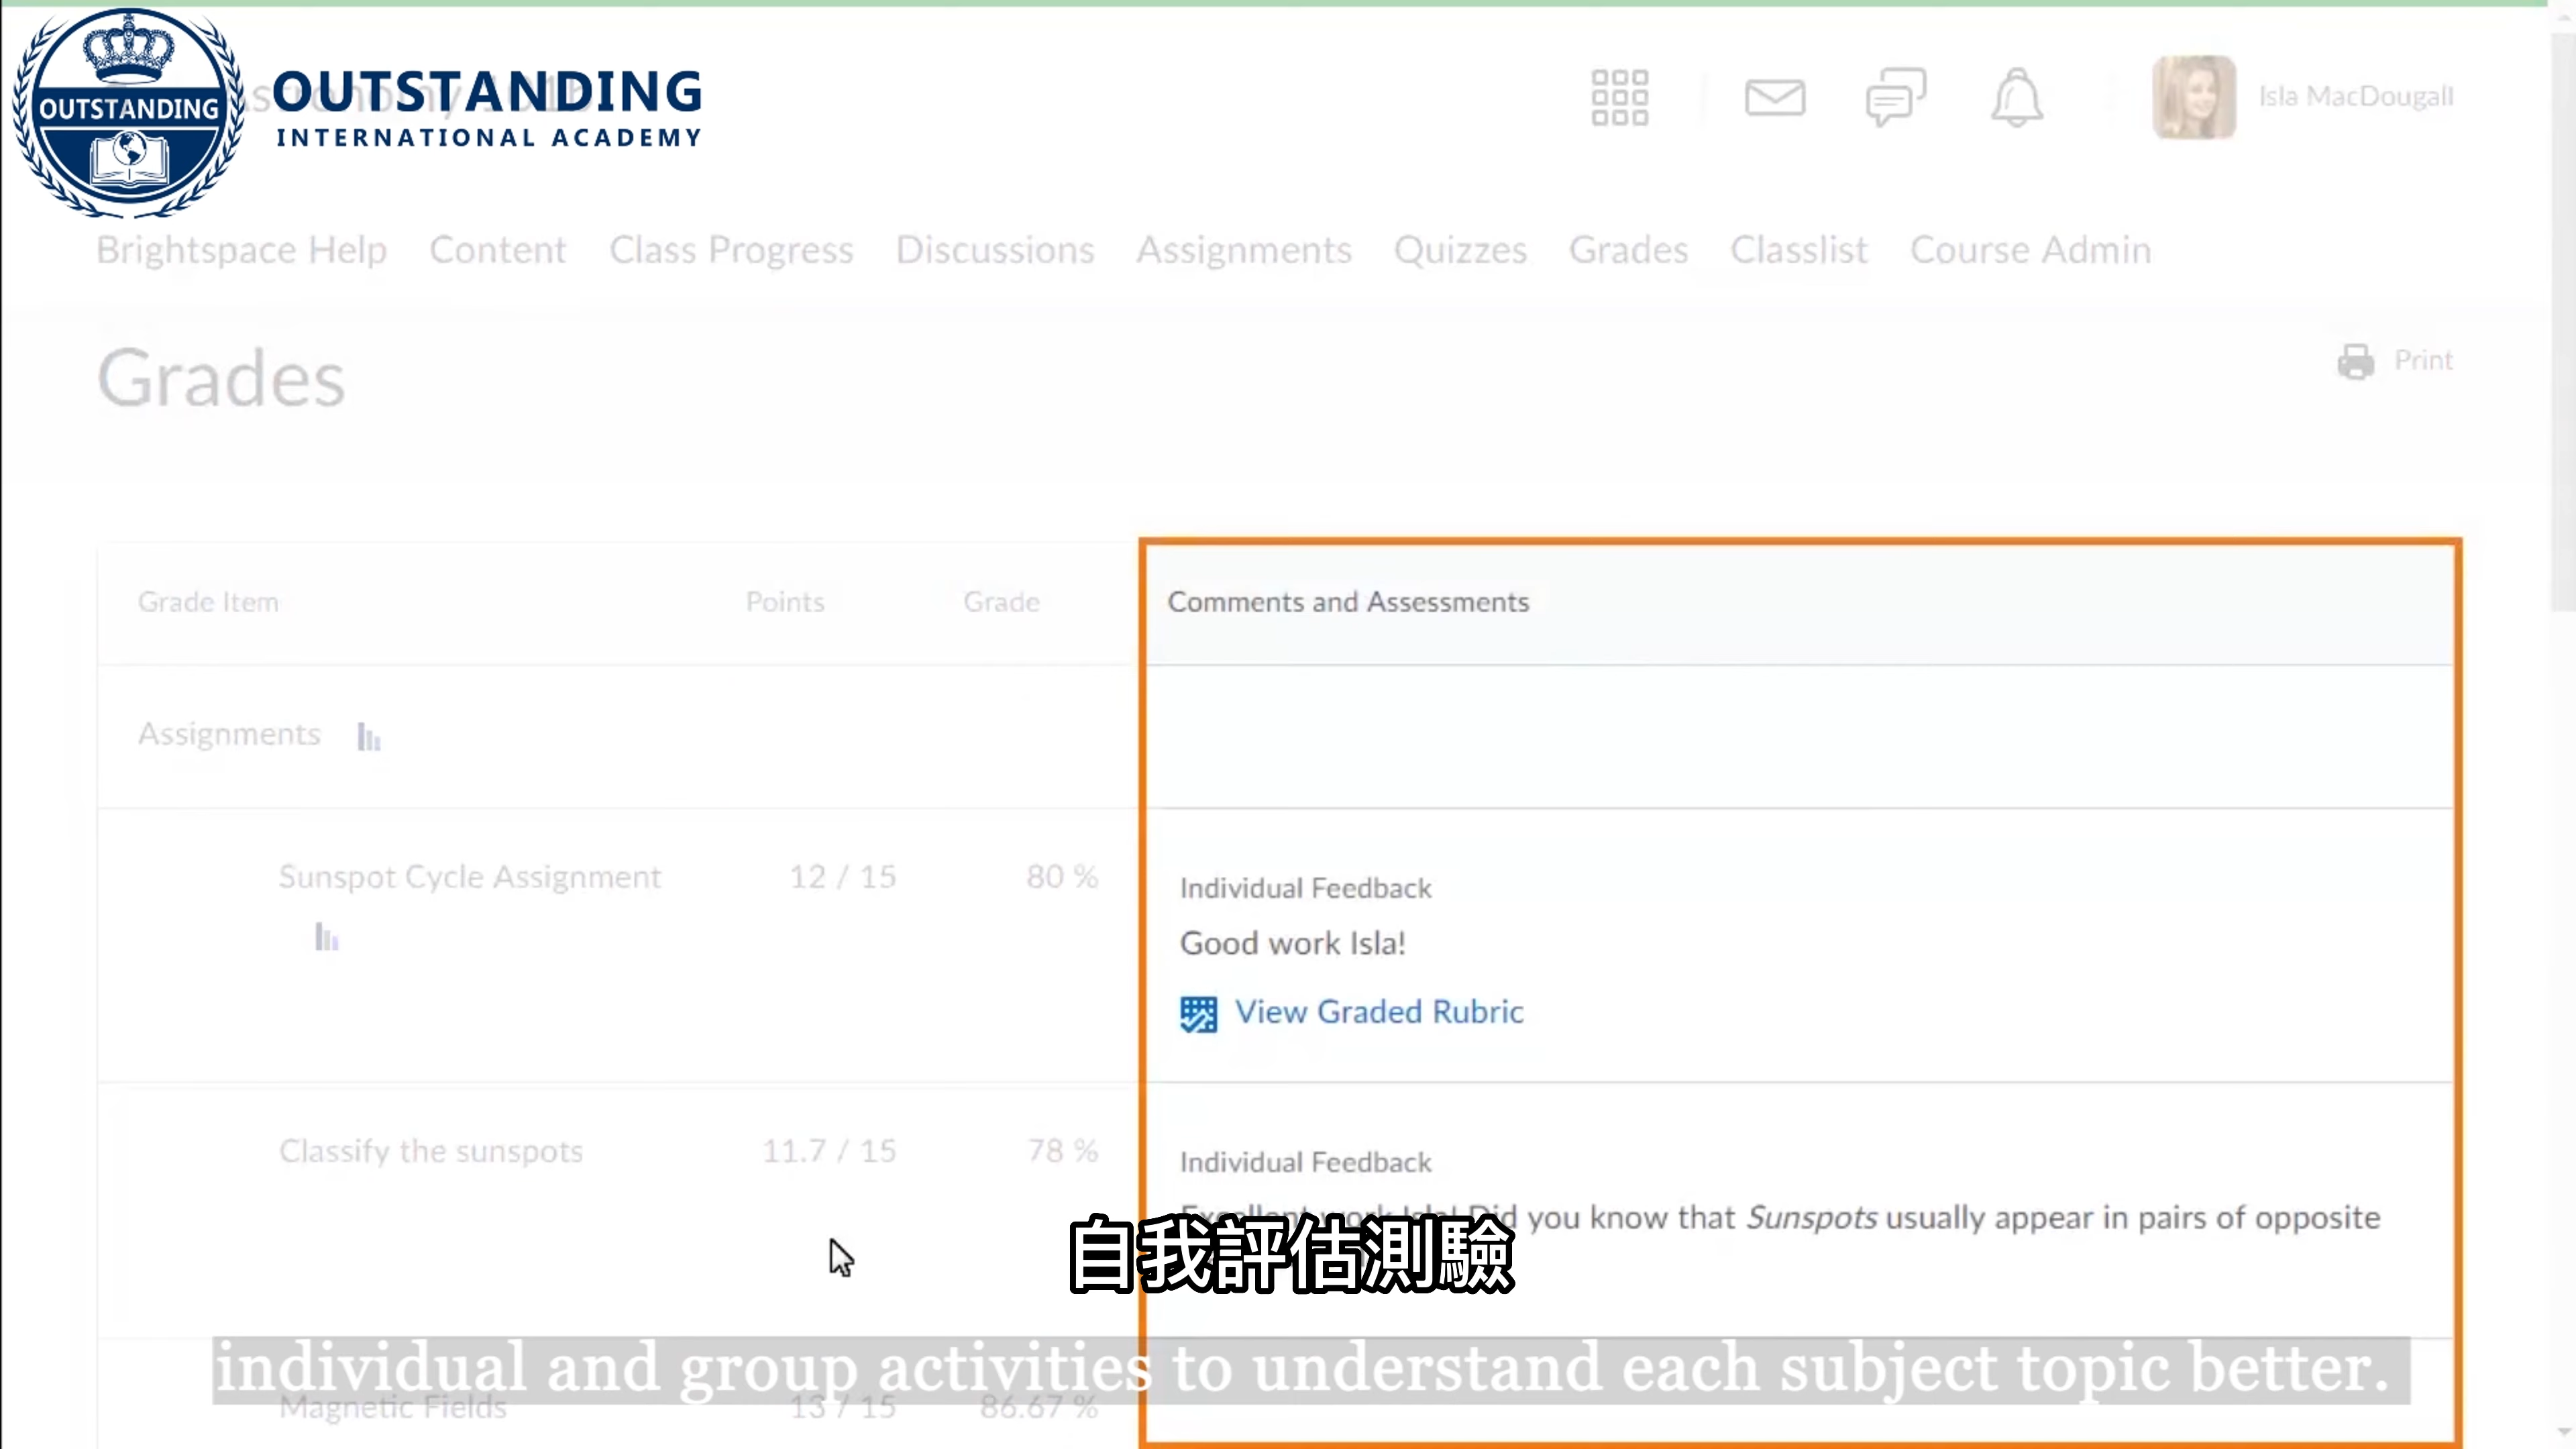 OUTSTANDING
OUTSTANDING
INTERNATIONAL ACADEMY
Isla MacDougall
Brightspace Help Content Class Progress Discussions Assignments Quizzes Grades Classlist Course Admin
Grades
Print
Grade Item Points Grade Comments and Assessments
Assignments
Sunspot Cycle Assignment 12 / 15 80 %
Individual Feedback
Good work Isla!
View Graded Rubric
Classify the sunspots 11.7 / 15 78 %
Individual Feedback
Excellent work Isla! Did you know that Sunspots usually appear in pairs of opposite
自我評估測驗
individual and group activities to understand each subject topic better.
Magnetic Fields 13 / 15 86.67 %